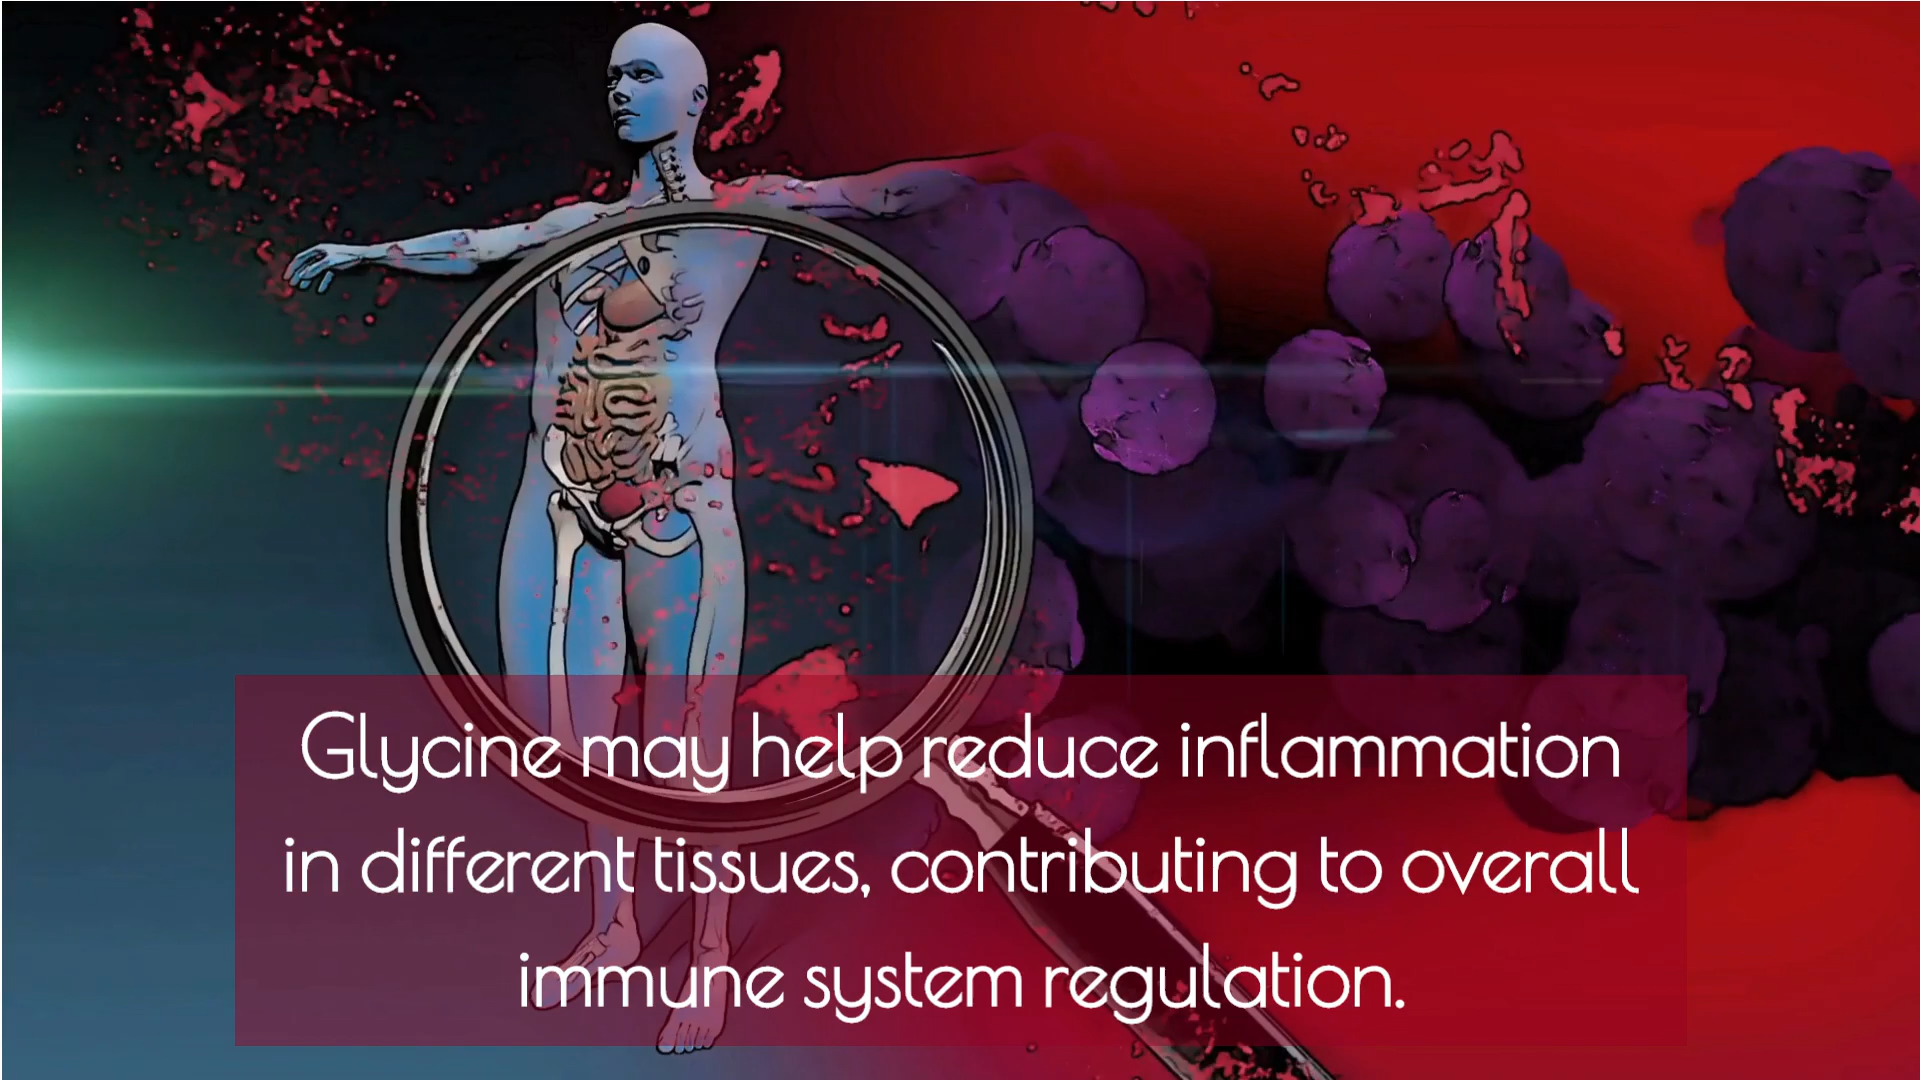 Glycine may help reduce inflammation
in different tissues, contributing to overall
immune system regulation.